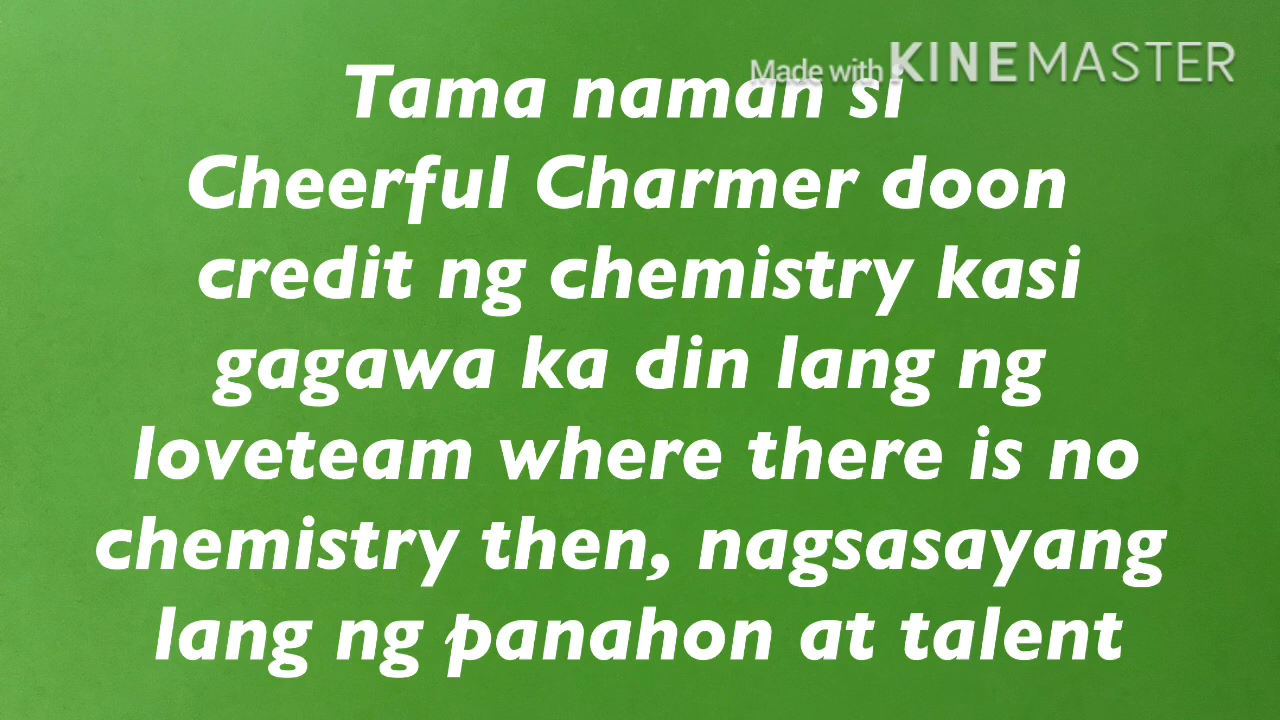 Made with KINEMASTER
Tama naman si
Cheerful Charmer doon
credit ng chemistry kasi
gagawa ka din lang ng
loveteam where there is no
chemistry then, nagsasayang
lang ng panahon at talent